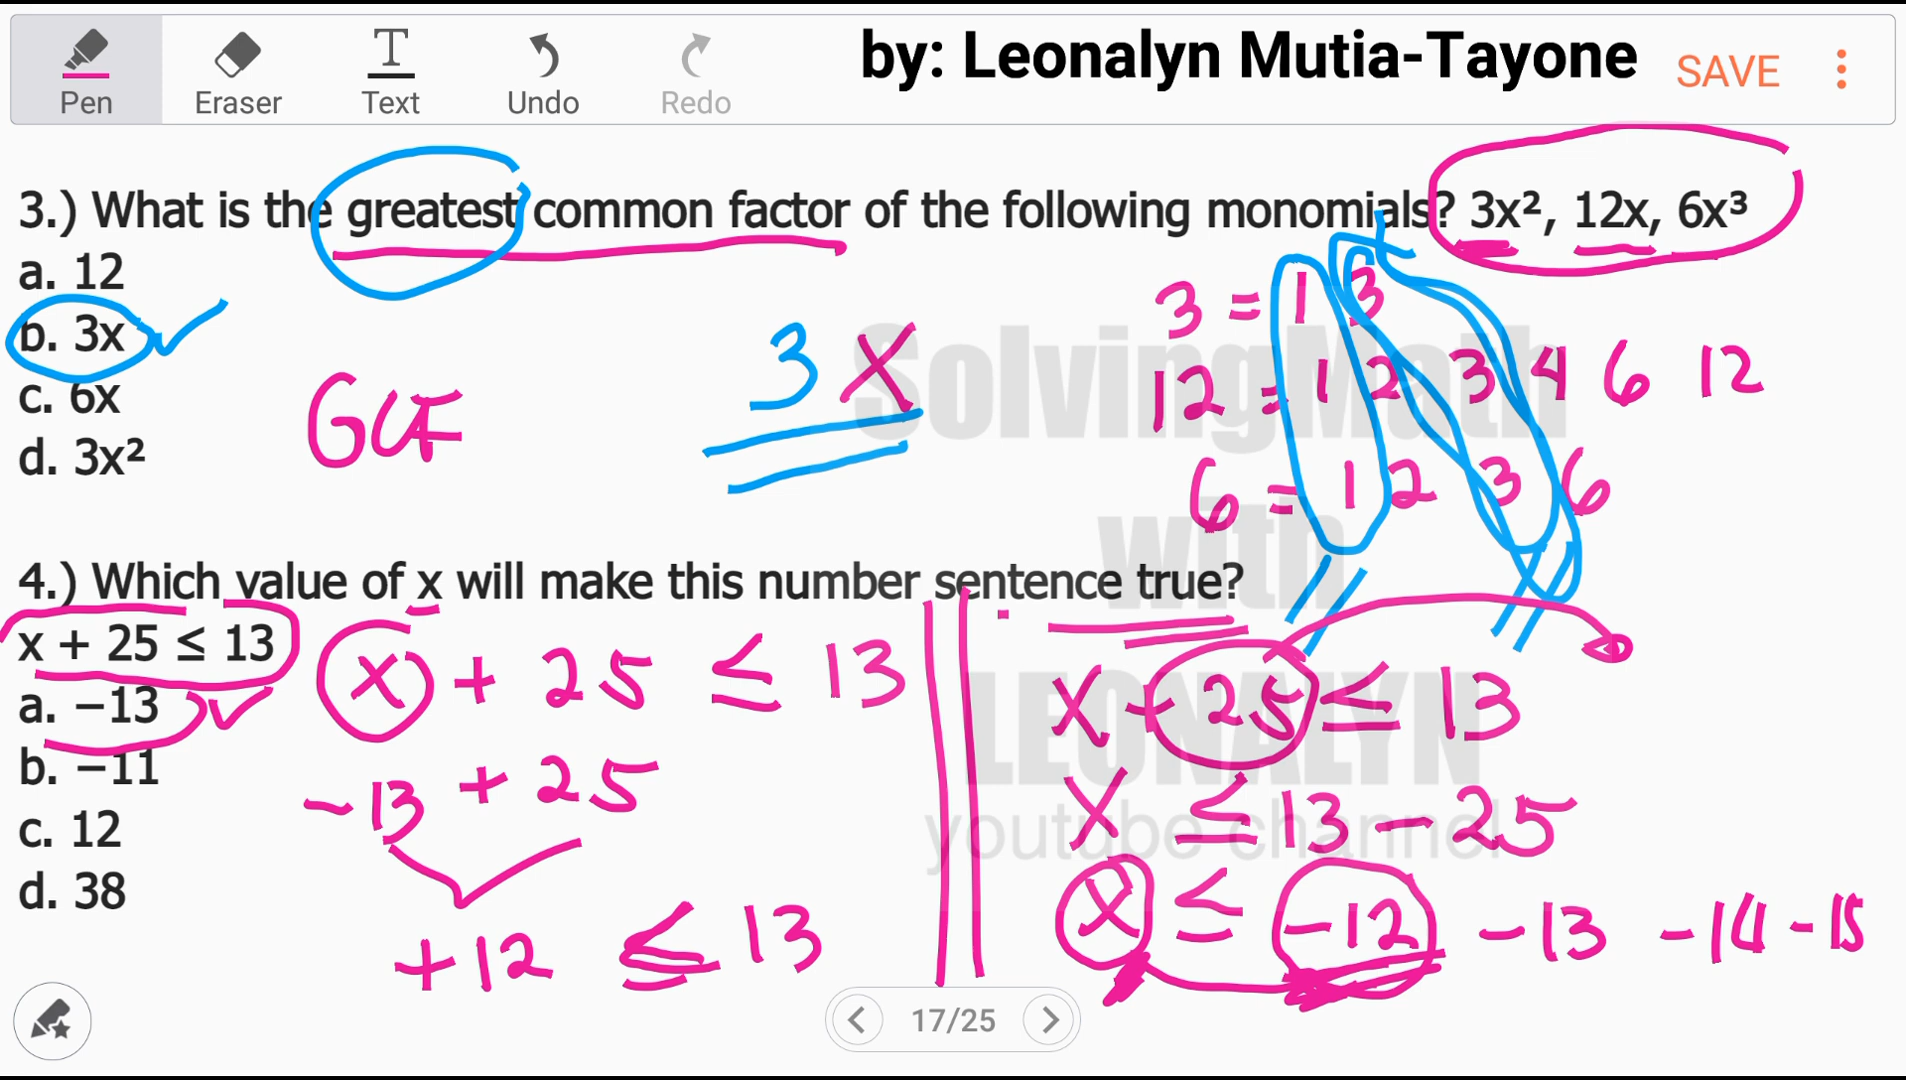 by: Leonalyn Mutia-Tayone
Pen Eraser Text Undo Redo SAVE
3.) What is the greatest common factor of the following monomials? 3x², 12x, 6x³
a. 12
b. 3x
c. 6x
d. 3x²
GCF
3 x
3 = 1 3
12 = 1 2 3 4 6 12
6 = 1 2 3 6
SolvingMath
with
LEONALYN
youtube channel
4.) Which value of x will make this number sentence true?
x + 25 ≤ 13
a. −13
b. −11
c. 12
d. 38
x + 25 ≤ 13
-13 + 25
+12 ≤ 13
x + 25 ≤ 13
x ≤ 13 - 25
x ≤ -12 -13 -14 -15
17/25